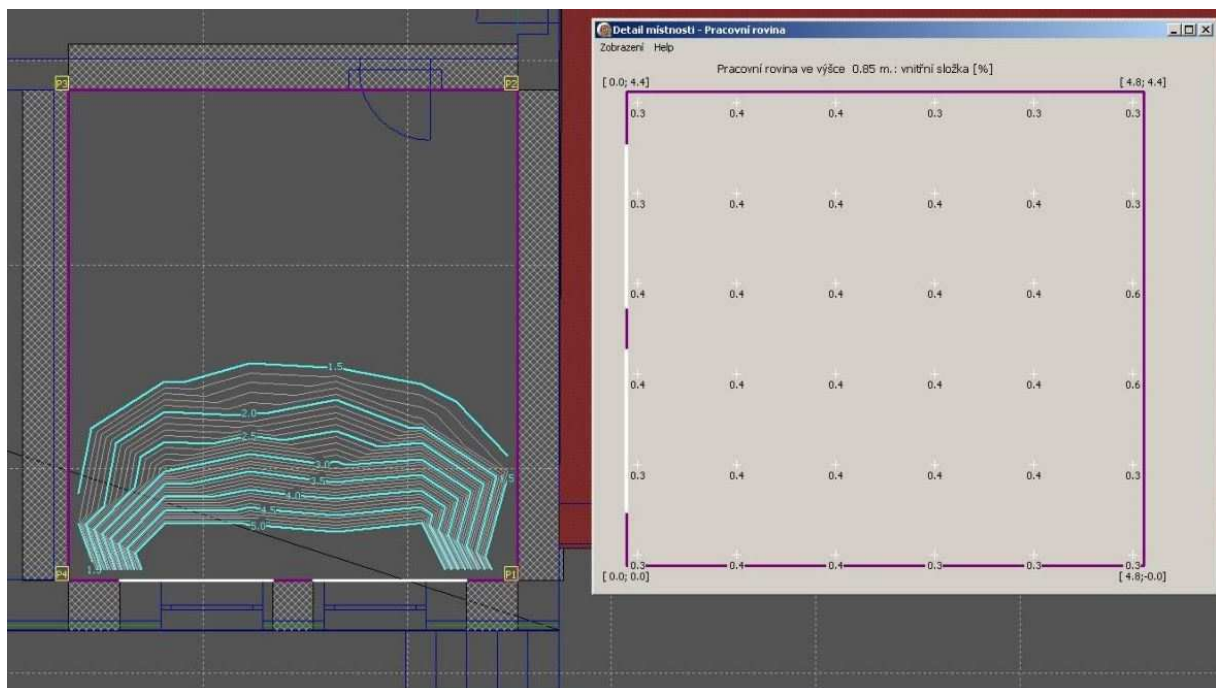 Detail místnosti - Pracovní rovina
Zobrazení Help
Pracovní rovina ve výšce 0.85 m.: vnitřní složka [%]
[ 0.0; 4.4] [ 4.8; 4.4]
0.3 0.4 0.4 0.3 0.3 0.3
0.3 0.4 0.4 0.4 0.4 0.3
0.4 0.4 0.4 0.4 0.4 0.6
0.4 0.4 0.4 0.4 0.4 0.6
0.3 0.4 0.4 0.4 0.4 0.3
0.3 0.4 0.4 0.3 0.3 0.3
[ 0.0; 0.0] [ 4.8;-0.0]
P3 P2
1.5
2.0
2.5
3.0
1.5
3.5
4.0
4.5
5.0
1.5
P4 P1